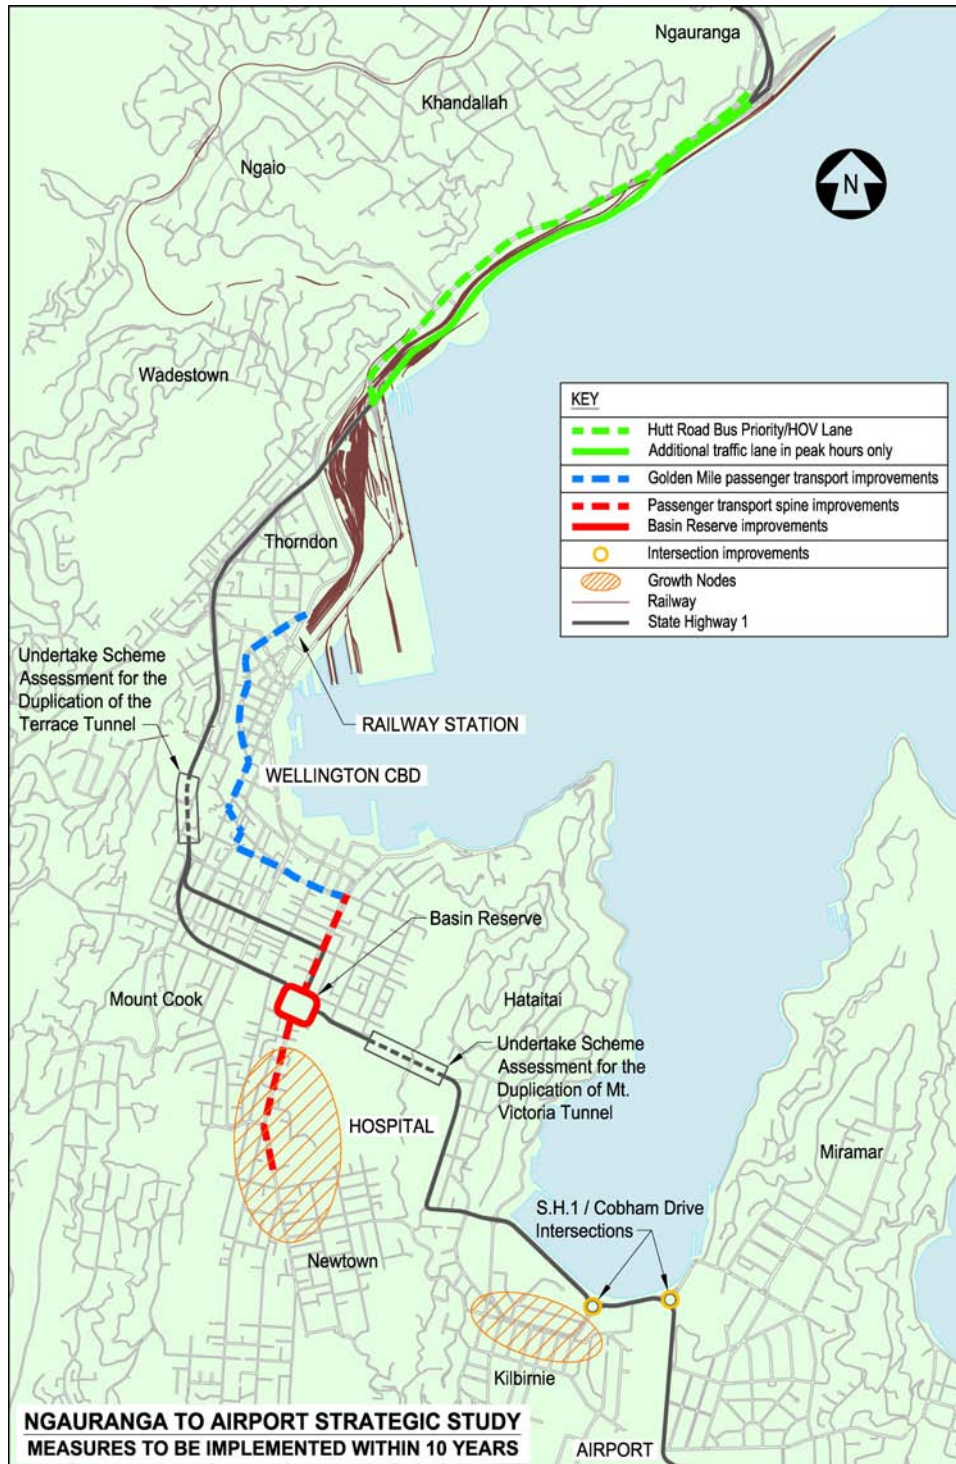 Ngauranga
Khandallah
Ngaio
N
Wadestown
KEY
Hutt Road Bus Priority/HOV Lane
Additional traffic lane in peak hours only
Golden Mile passenger transport improvements
Passenger transport spine improvements
Basin Reserve improvements
Intersection improvements
Growth Nodes
Railway
State Highway 1
Thorndon
Undertake Scheme
Assessment for the
Duplication of the
Terrace Tunnel
RAILWAY STATION
WELLINGTON CBD
Basin Reserve
Mount Cook
Hataitai
Undertake Scheme
Assessment for the
Duplication of Mt.
Victoria Tunnel
HOSPITAL
Miramar
S.H.1 / Cobham Drive
Intersections
Newtown
Kilbirnie
NGAURANGA TO AIRPORT STRATEGIC STUDY
MEASURES TO BE IMPLEMENTED WITHIN 10 YEARS
AIRPORT